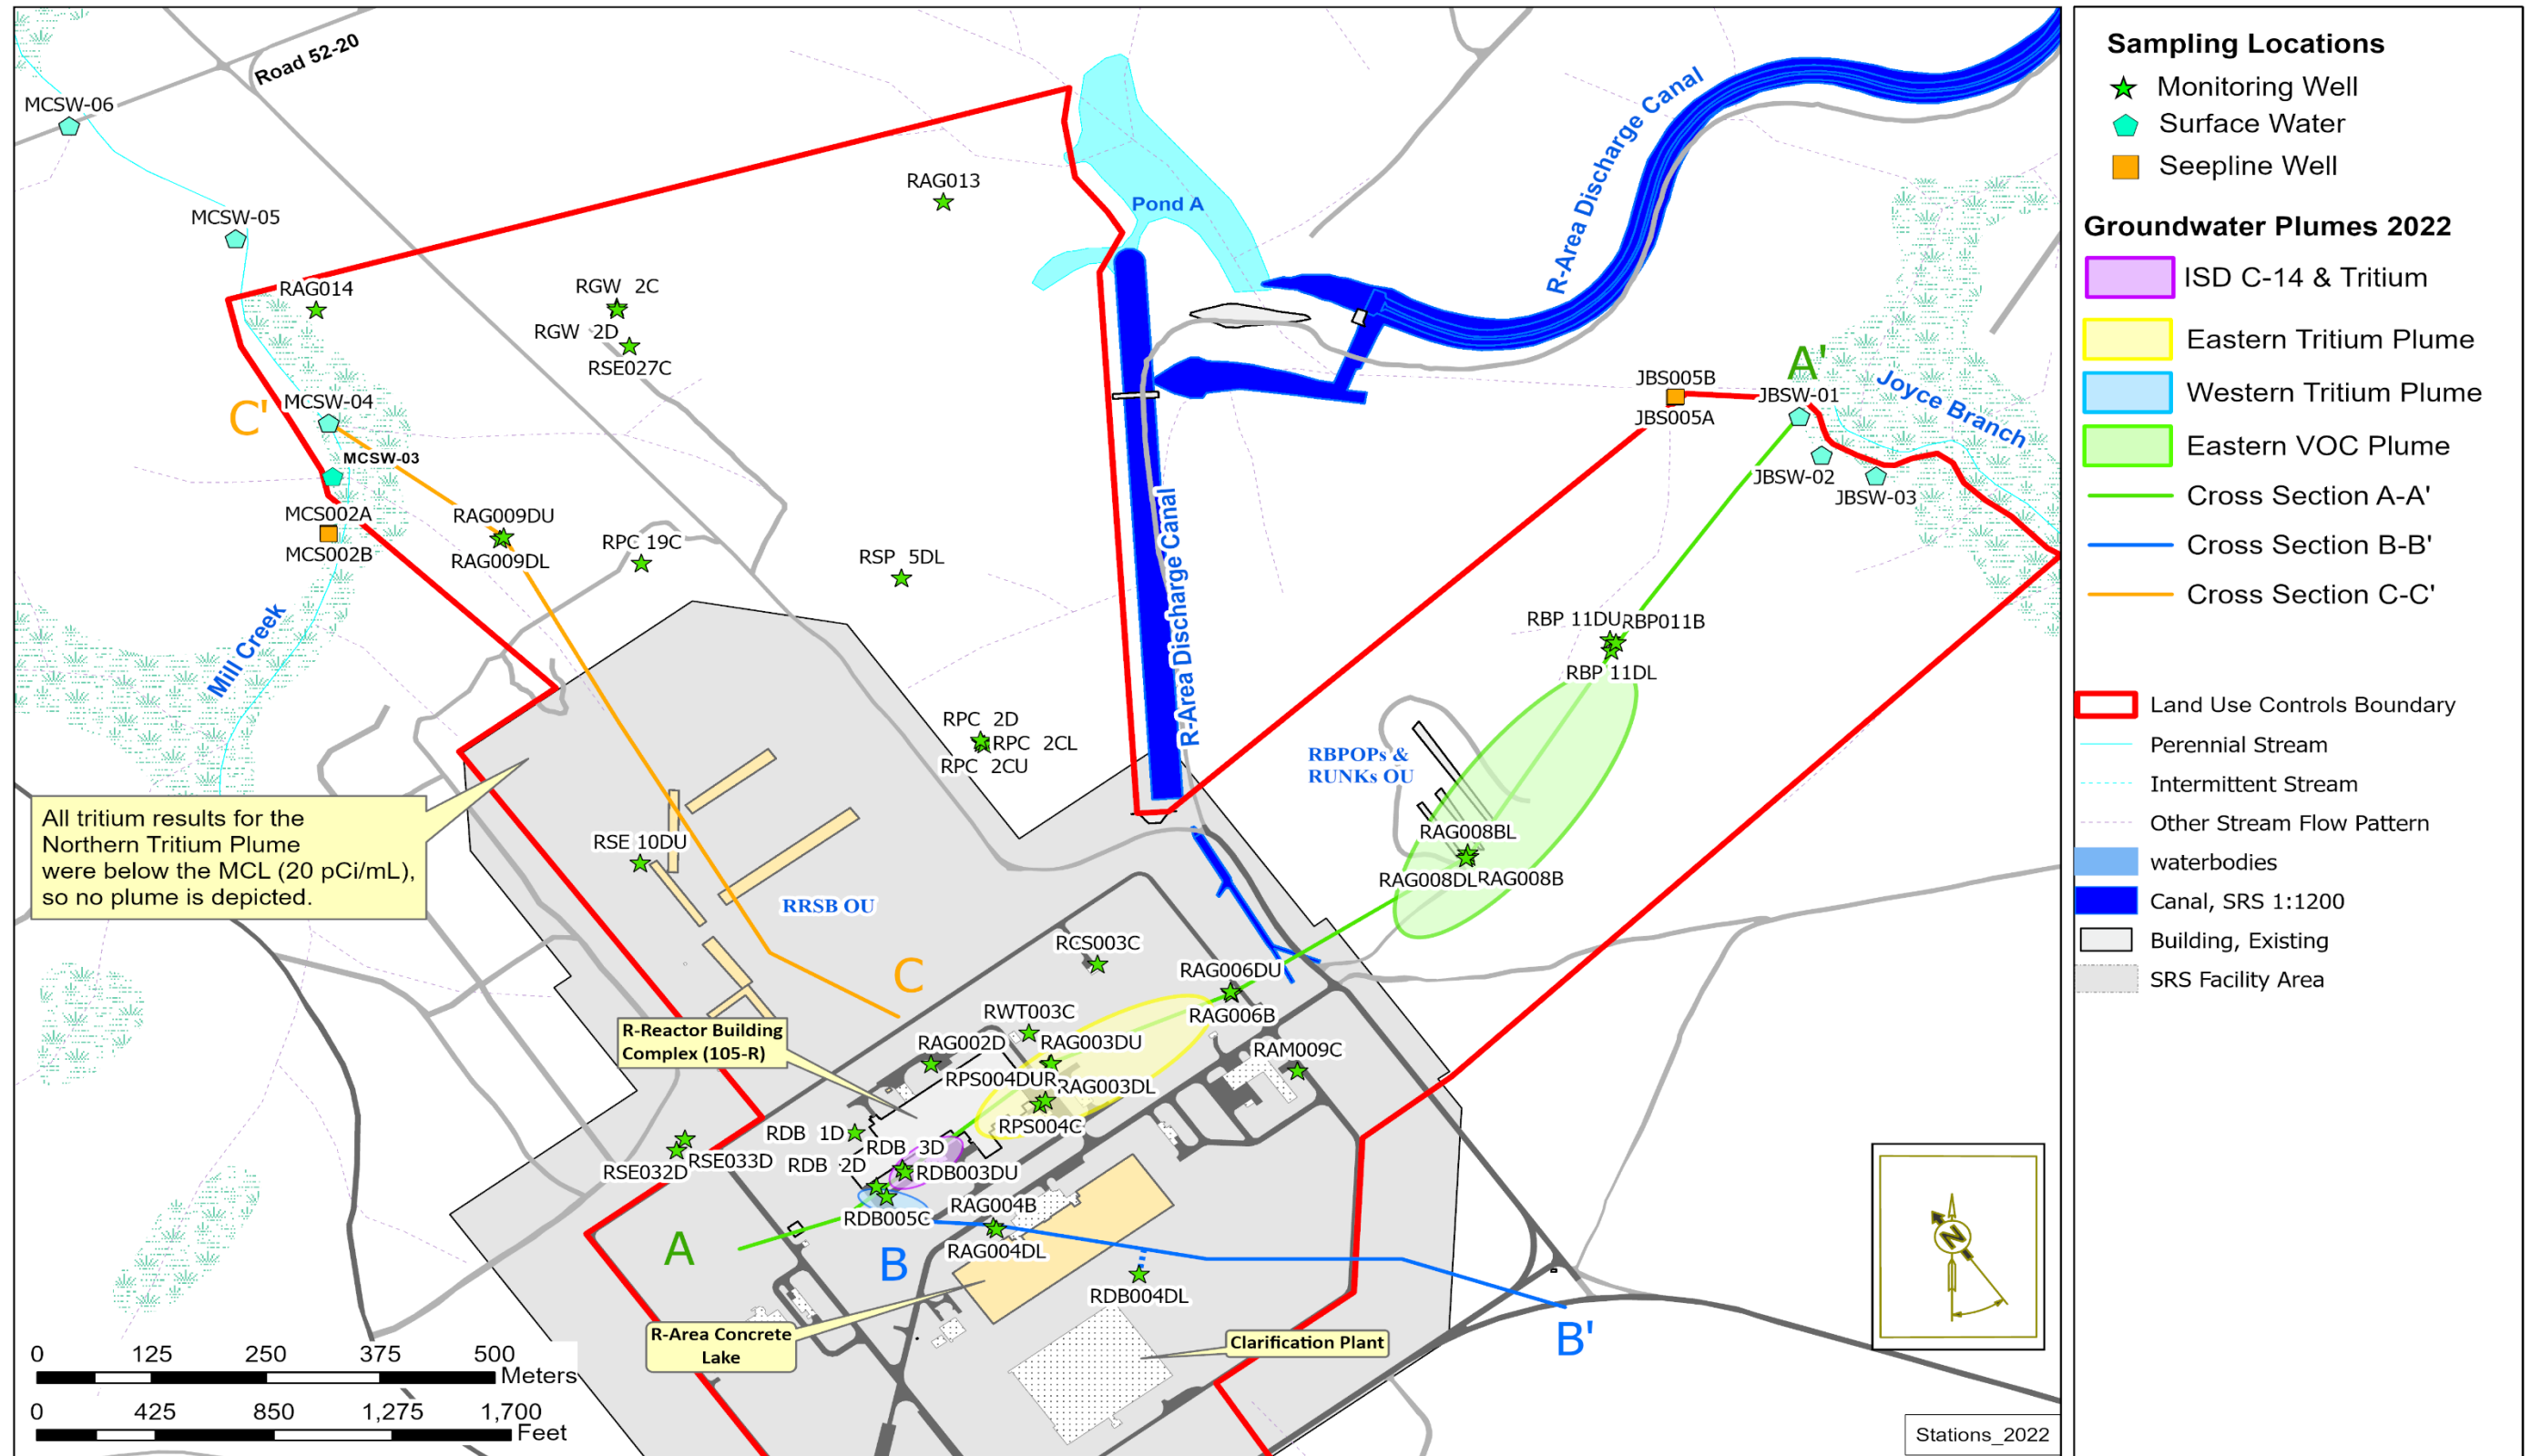 Road 52-20
MCSW-06
MCSW-05
RAG013
Pond A
R-Area Discharge Canal
RAG014
RGW 2C
RGW 2D
RSE027C
C'
MCSW-04
MCSW-03
MCS002A
MCS002B
RAG009DU
RAG009DL
RPC 19C
RSP 5DL
R-Area Discharge Canal
JBS005B
JBS005A
A'
JBSW-01
Joyce Branch
JBSW-02
JBSW-03
Mill Creek
RBP 11DU
RBP011B
RBP 11DL
RPC 2D
RPC 2CL
RPC 2CU
RBPOPs &
RUNKs OU
All tritium results for the
Northern Tritium Plume
were below the MCL (20 pCi/mL),
so no plume is depicted.
RSE 10DU
RAG008BL
RAG008DL
RAG008B
RRSB OU
C
RCS003C
RAG006DU
RAG006B
R-Reactor Building
Complex (105-R)
RWT003C
RAG002D
RAG003DU
RPS004DUR
RAG003DL
RAM009C
RPS004C
RDB 1D
RDB 3D
RDB 2D
RDB003DU
RSE033D
RSE032D
RDB005C
RAG004B
RAG004DL
A
B
RDB004DL
B'
R-Area Concrete
Lake
Clarification Plant
N
0 125 250 375 500
Meters
0 425 850 1,275 1,700
Feet
Stations_2022
Sampling Locations
Monitoring Well
Surface Water
Seepline Well
Groundwater Plumes 2022
ISD C-14 & Tritium
Eastern Tritium Plume
Western Tritium Plume
Eastern VOC Plume
Cross Section A-A'
Cross Section B-B'
Cross Section C-C'
Land Use Controls Boundary
Perennial Stream
Intermittent Stream
Other Stream Flow Pattern
waterbodies
Canal, SRS 1:1200
Building, Existing
SRS Facility Area